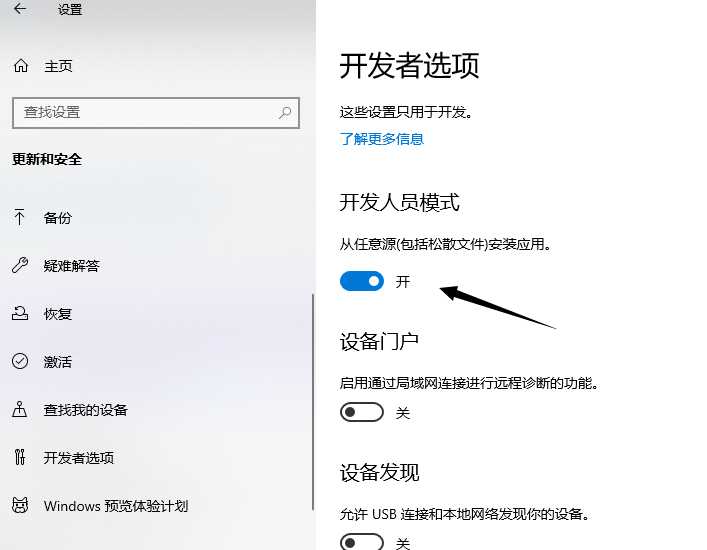 设置
主页
查找设置
更新和安全
备份
疑难解答
恢复
激活
查找我的设备
开发者选项
Windows 预览体验计划
开发者选项
这些设置只用于开发。
了解更多信息
开发人员模式
从任意源(包括松散文件)安装应用。
开
设备门户
启用通过局域网连接进行远程诊断的功能。
关
设备发现
允许 USB 连接和本地网络发现你的设备。
关